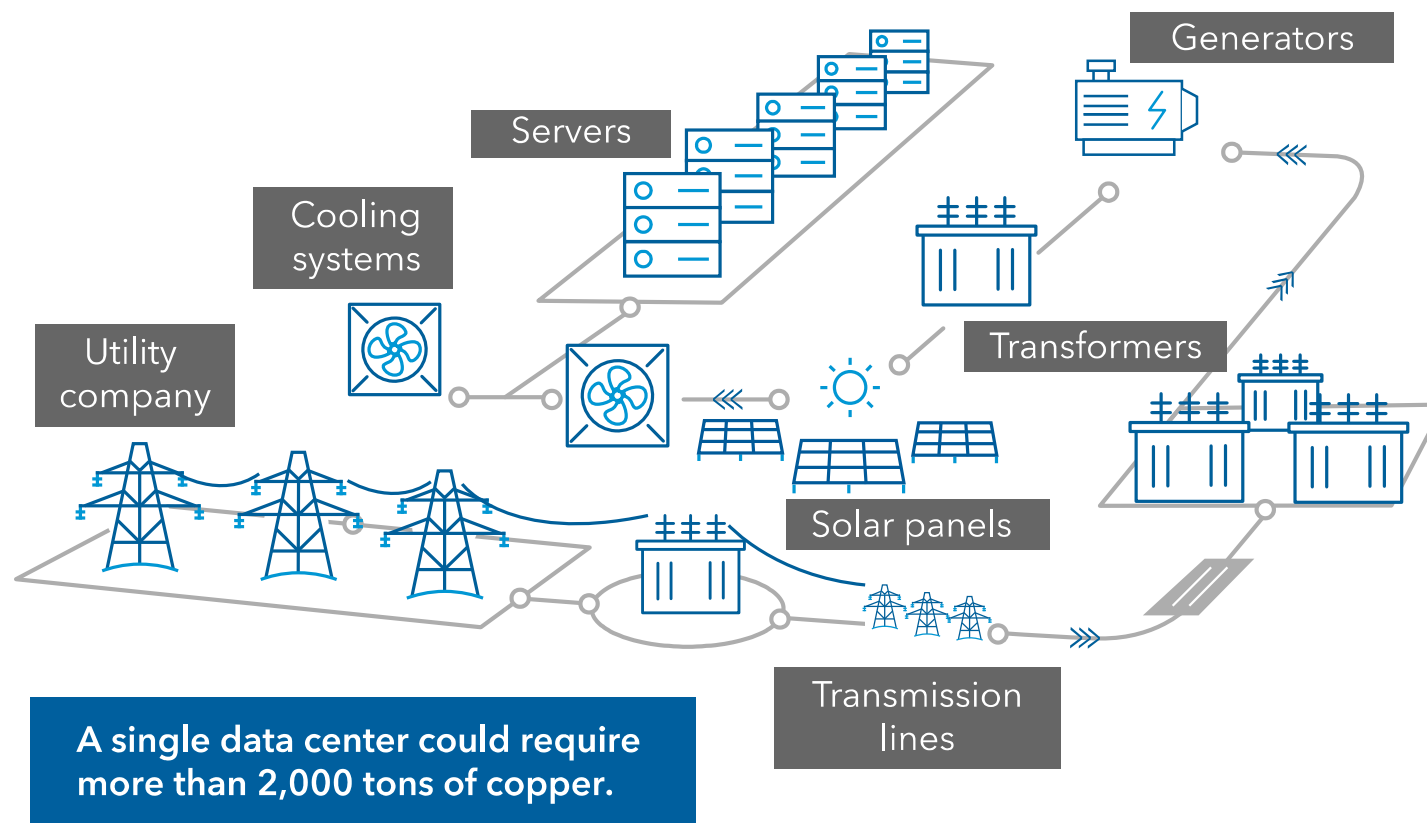 Generators
Servers
Cooling
systems
Utility
company
Transformers
Solar panels
Transmission
lines
A single data center could require
more than 2,000 tons of copper.